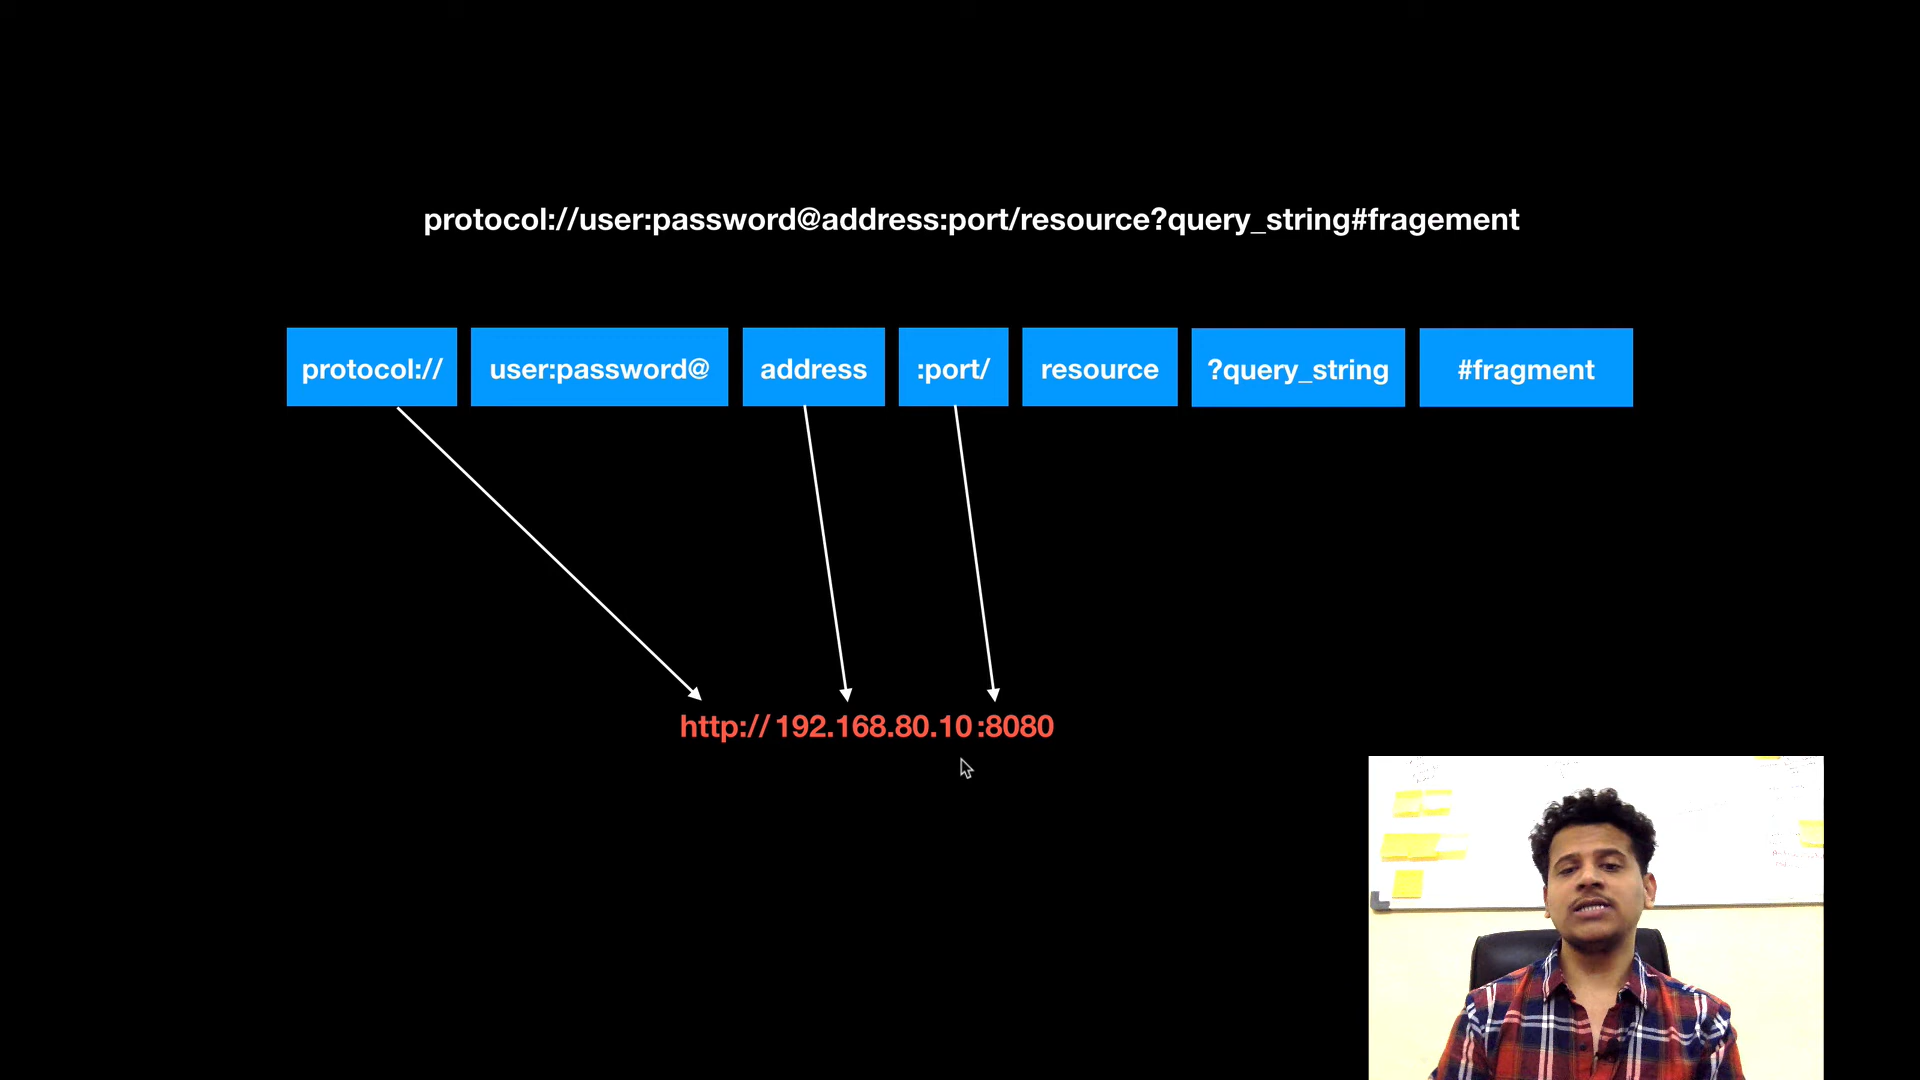 protocol://user:password@address:port/resource?query_string#fragement
protocol:// user:password@ address :port/ resource ?query_string #fragment
http://192.168.80.10:8080